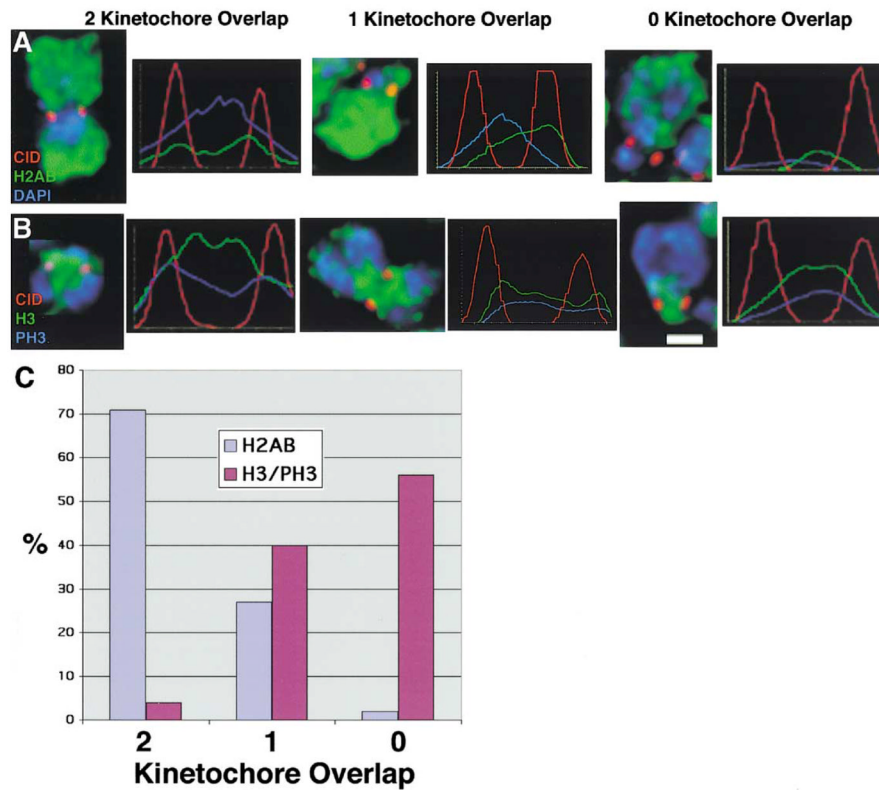 2 Kinetochore Overlap
1 Kinetochore Overlap
0 Kinetochore Overlap
A
CID
H2AB
DAPI
B
CID
H3
PH3
C
80
70
60
50
40
30
20
10
0
%
H2AB
H3/PH3
2
1
0
Kinetochore Overlap